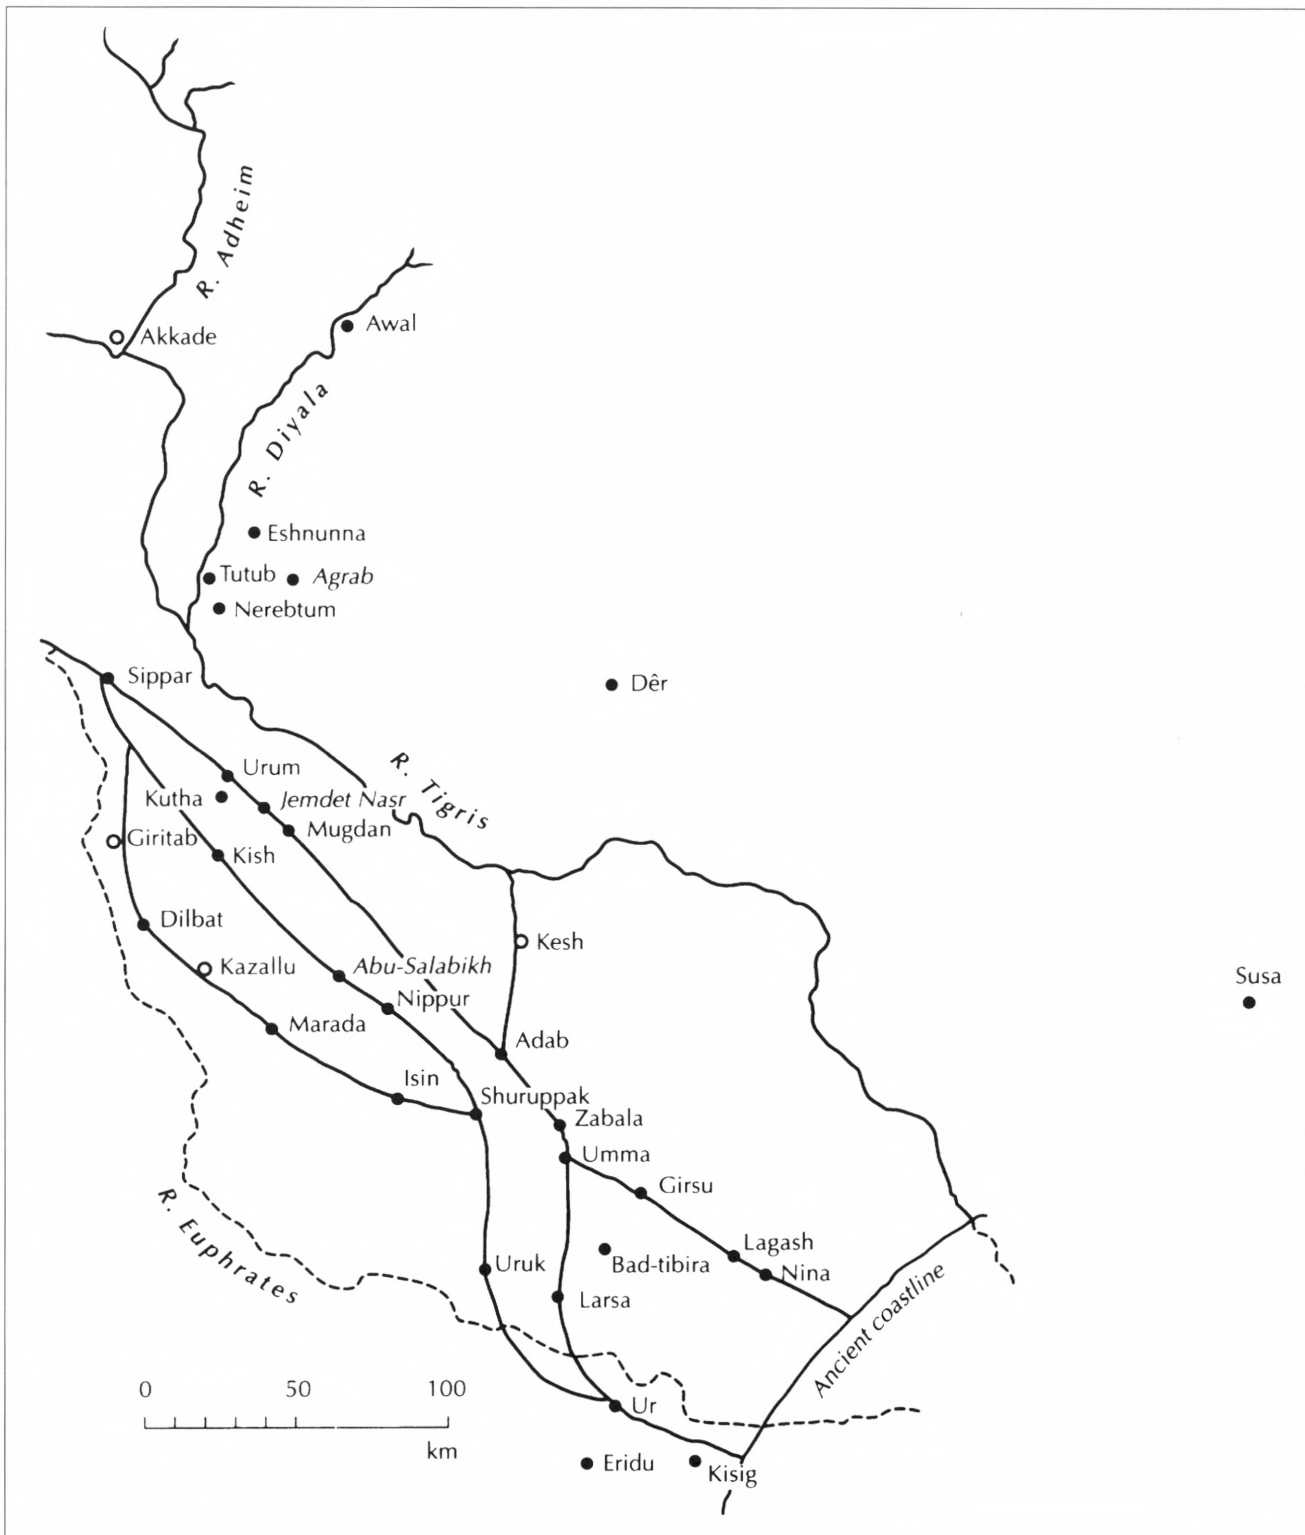 R. Adheim
Akkade
Awal
R. Diyala
Eshnunna
Tutub
Agrab
Nerebtum
Sippar
Dêr
R. Tigris
Urum
Kutha
Jemdet Nasr
Mugdan
Giritab
Kish
Dilbat
Kesh
Kazallu
Abu-Salabikh
Susa
Nippur
Marada
Adab
Isin
Shuruppak
Zabala
Umma
Girsu
R. Euphrates
Lagash
Uruk
Bad-tibira
Nina
Larsa
Ancient coastline
0 50 100
km
Ur
Eridu
Kisig